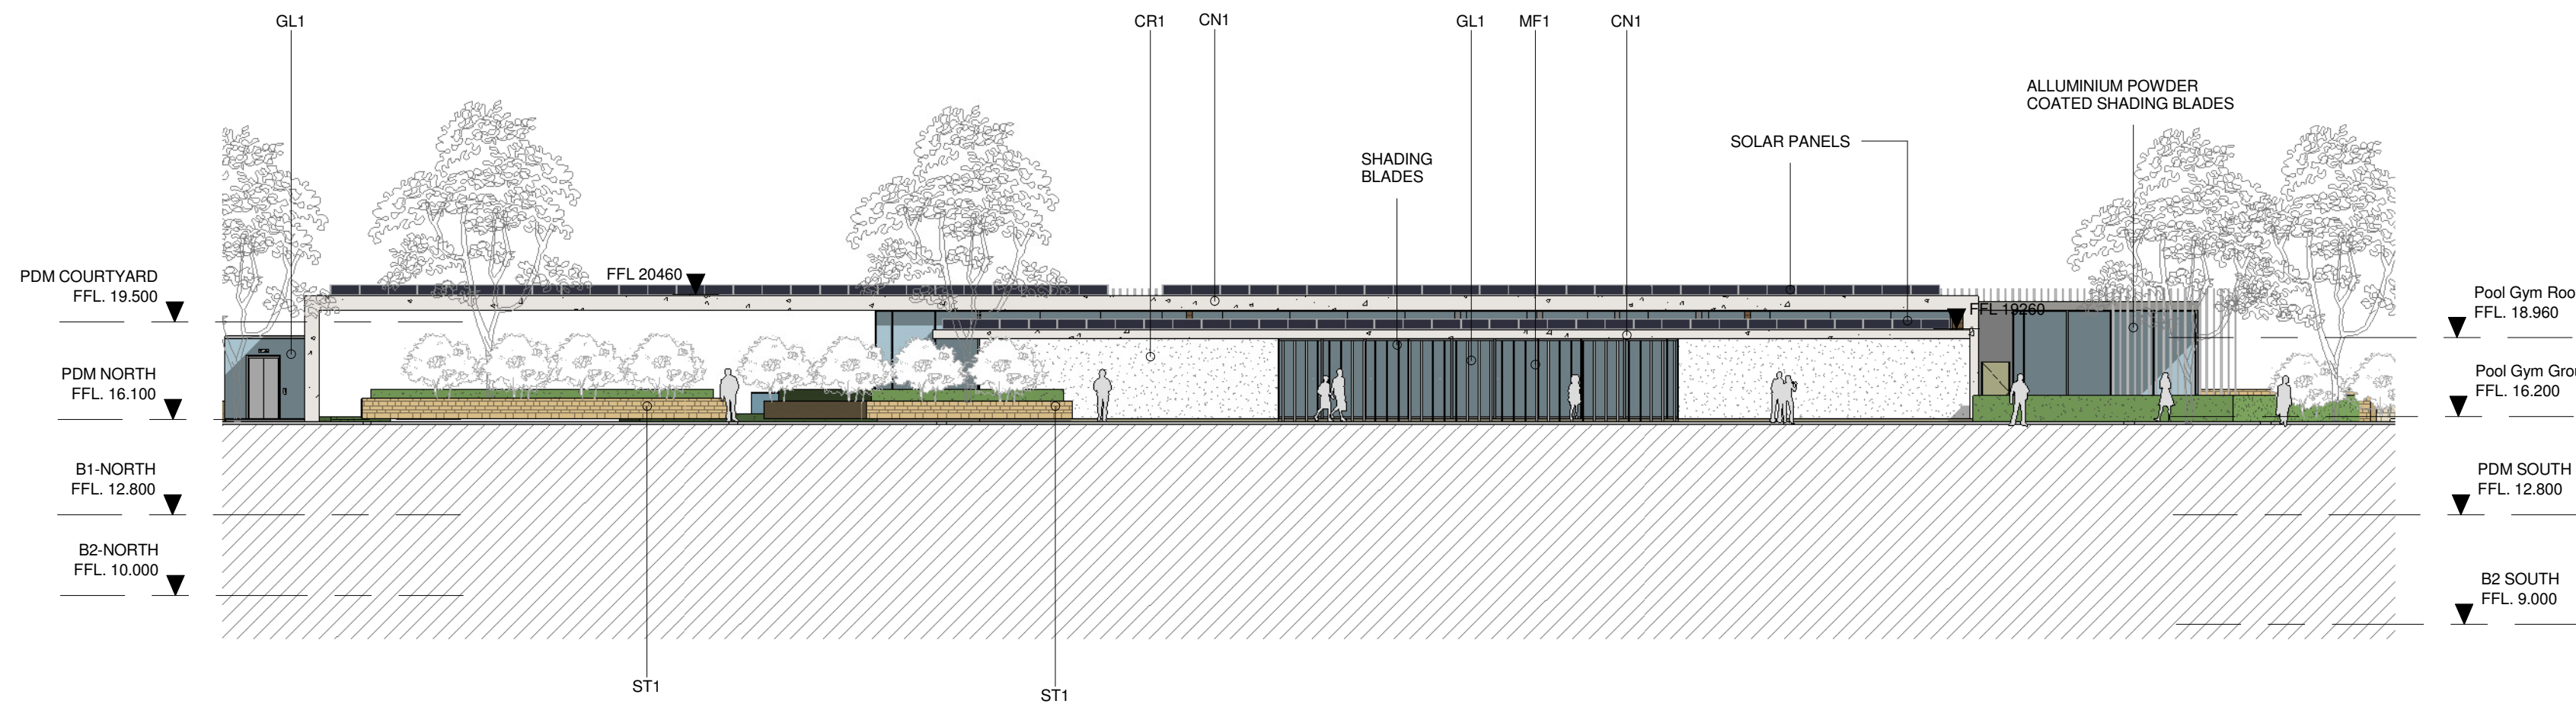 GL1
CR1
CN1
GL1
MF1
CN1
ALLUMINIUM POWDER
COATED SHADING BLADES
SOLAR PANELS
SHADING
BLADES
PDM COURTYARD
FFL. 19.500
FFL 20460
FFL 19260
Pool Gym Roo
FFL. 18.960
PDM NORTH
FFL. 16.100
Pool Gym Gro
FFL. 16.200
B1-NORTH
FFL. 12.800
PDM SOUTH
FFL. 12.800
B2-NORTH
FFL. 10.000
B2 SOUTH
FFL. 9.000
ST1
ST1